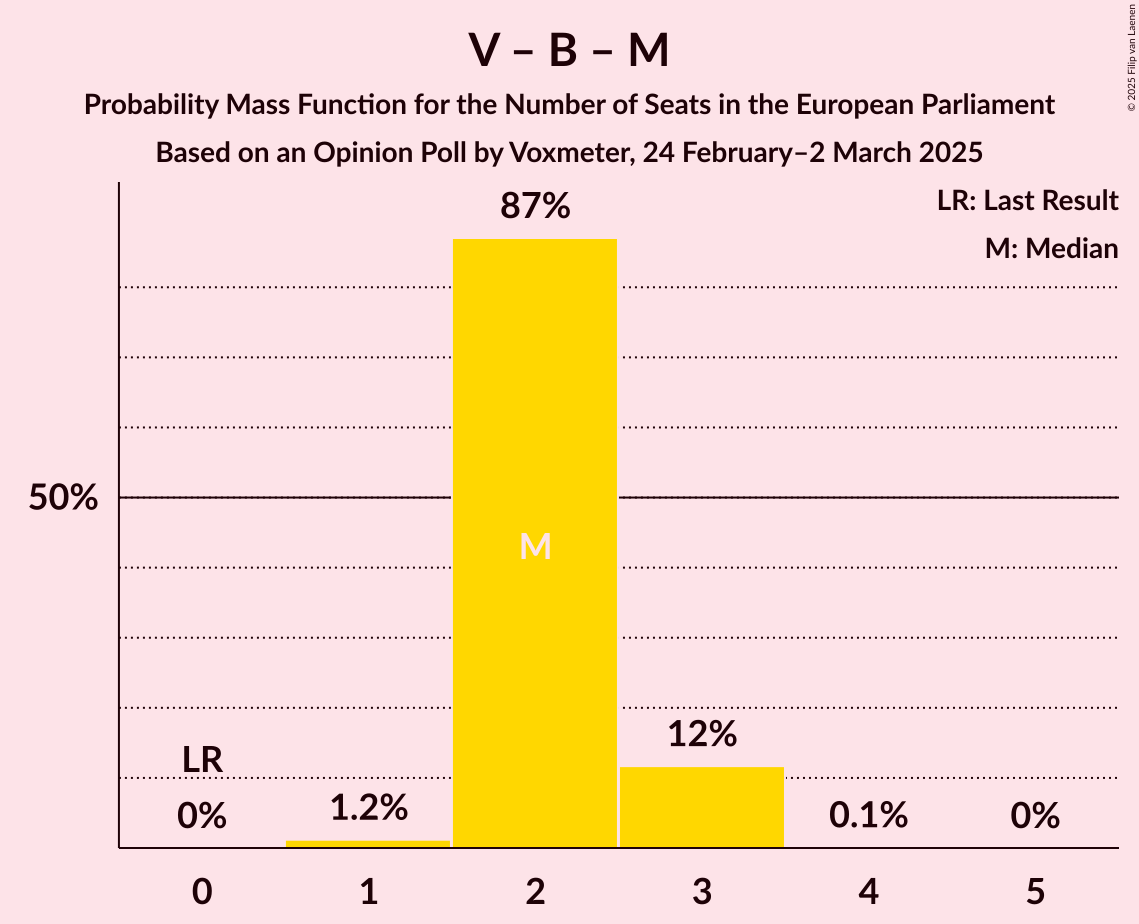 V – B – M
Probability Mass Function for the Number of Seats in the European Parliament
Based on an Opinion Poll by Voxmeter, 24 February–2 March 2025
© 2025 Filip van Laenen
LR: Last Result
M: Median
87%
50%
M
12%
LR
0%
1.2%
0.1%
0%
0 1 2 3 4 5